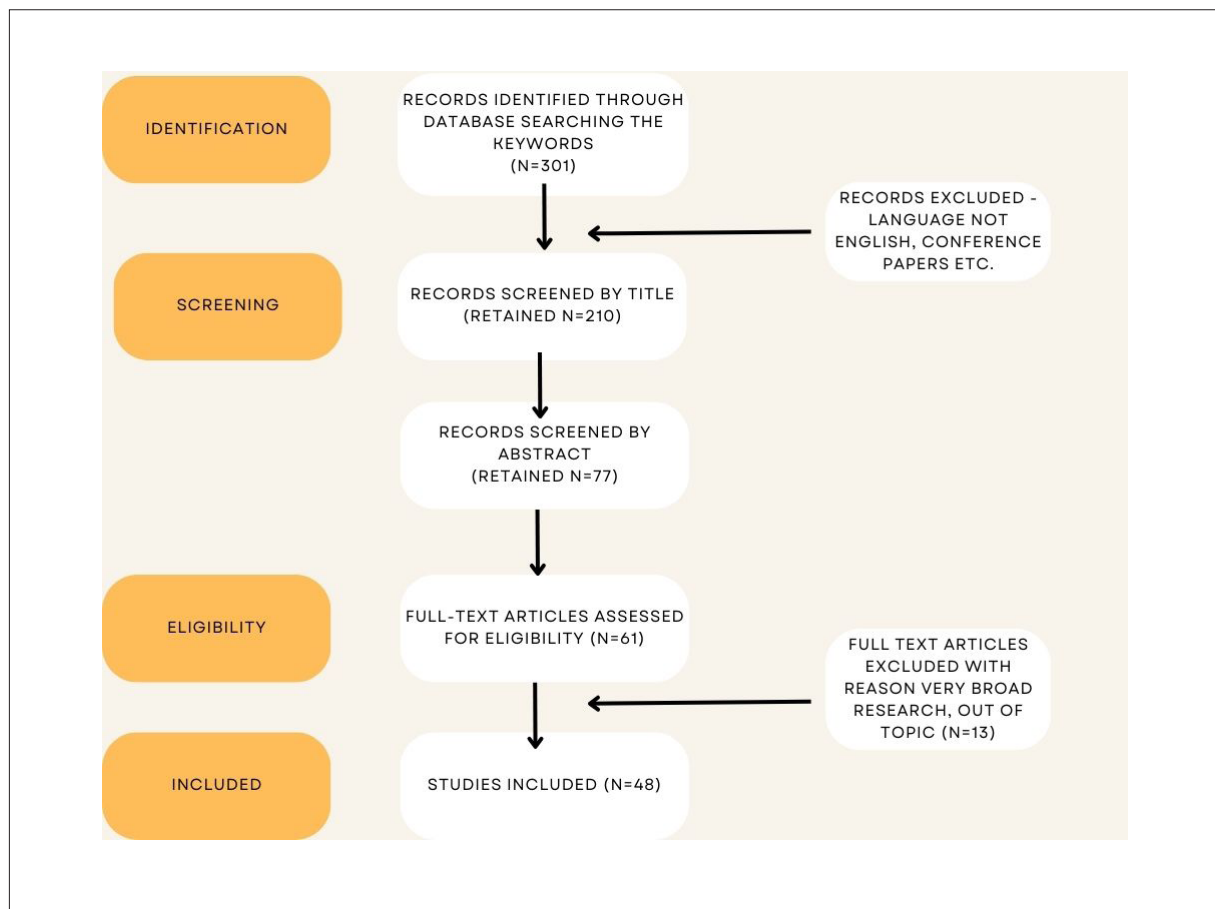 IDENTIFICATION
RECORDS IDENTIFIED THROUGH
DATABASE SEARCHING THE
KEYWORDS
(N=301)
RECORDS EXCLUDED -
LANGUAGE NOT
ENGLISH, CONFERENCE
PAPERS ETC.
SCREENING
RECORDS SCREENED BY TITLE
(RETAINED N=210)
RECORDS SCREENED BY
ABSTRACT
(RETAINED N=77)
ELIGIBILITY
FULL-TEXT ARTICLES ASSESSED
FOR ELIGIBILITY (N=61)
FULL TEXT ARTICLES
EXCLUDED WITH
REASON VERY BROAD
RESEARCH, OUT OF
TOPIC (N=13)
INCLUDED
STUDIES INCLUDED (N=48)